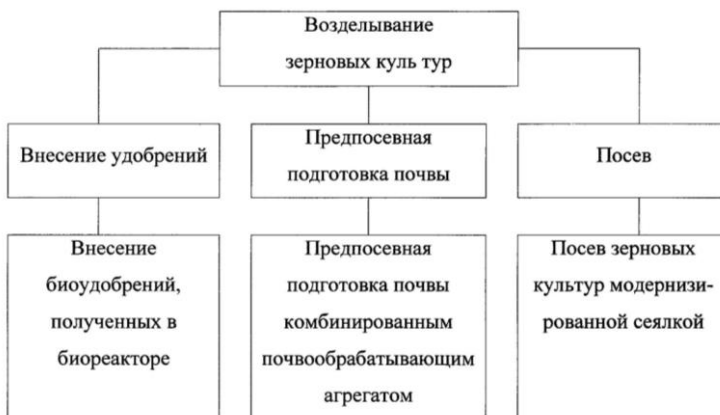 Возделывание
зерновых куль тур
Внесение удобрений
Предпосевная
подготовка почвы
Посев
Внесение
биоудобрений,
полученных в
биореакторе
Предпосевная
подготовка почвы
комбинированным
почвообрабатывающим
агрегатом
Посев зерновых
культур модернизи-
рованной сеялкой